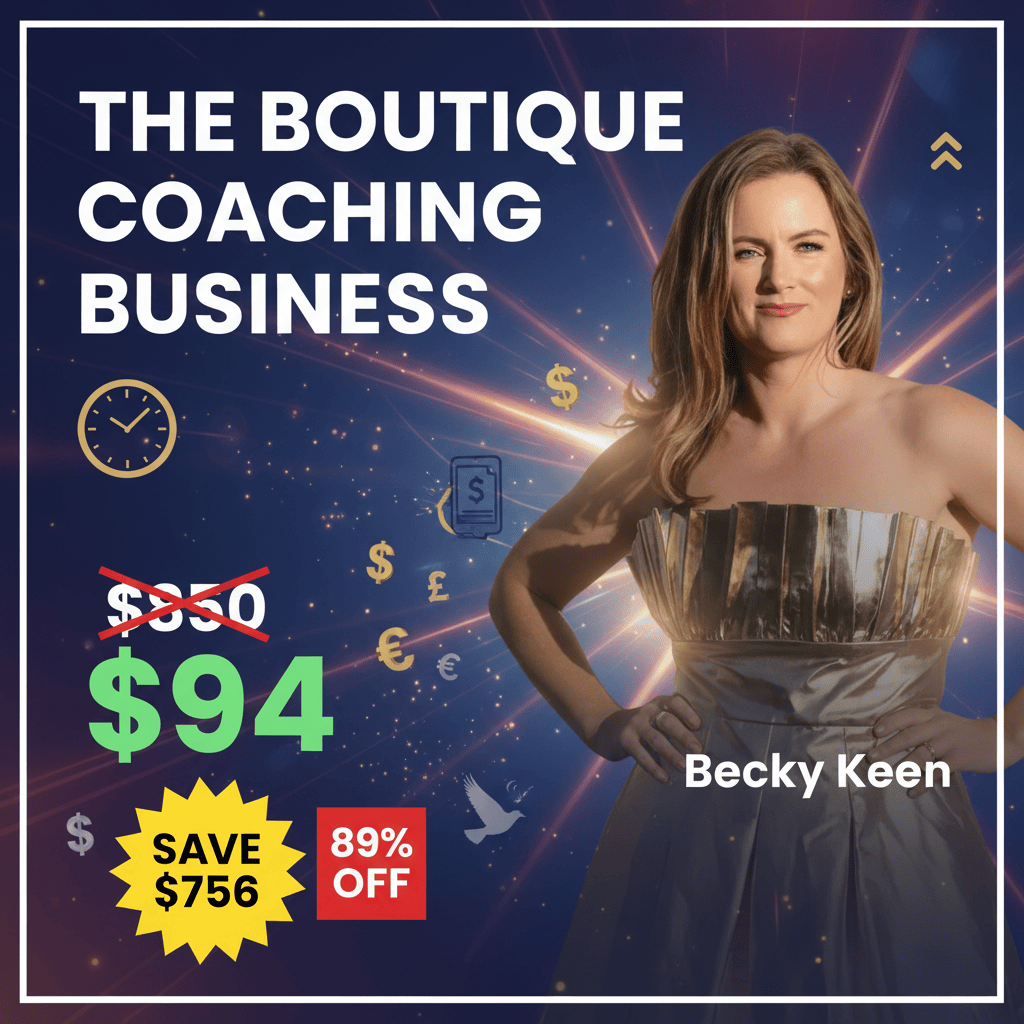 THE BOUTIQUE
COACHING
BUSINESS
$850
$94
SAVE
$756
89%
OFF
Becky Keen